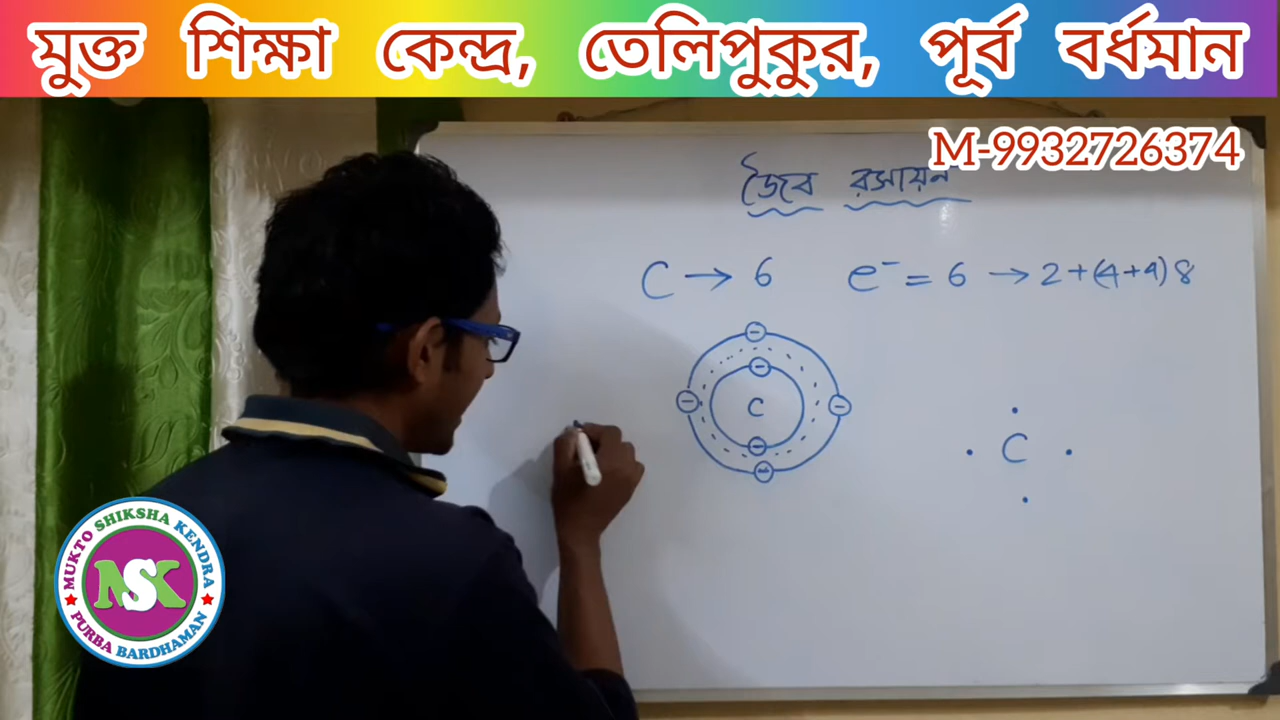 মুক্ত শিক্ষা কেন্দ্র, তেলিপুকুর, পূর্ব বর্ধমান
M-9932726374
জৈব রসায়ন
C → 6 e⁻ = 6 → 2+(4+4)8
C
C
MUKTO SHIKSHA KENDRA
MSK
PURBA BARDHAMAN